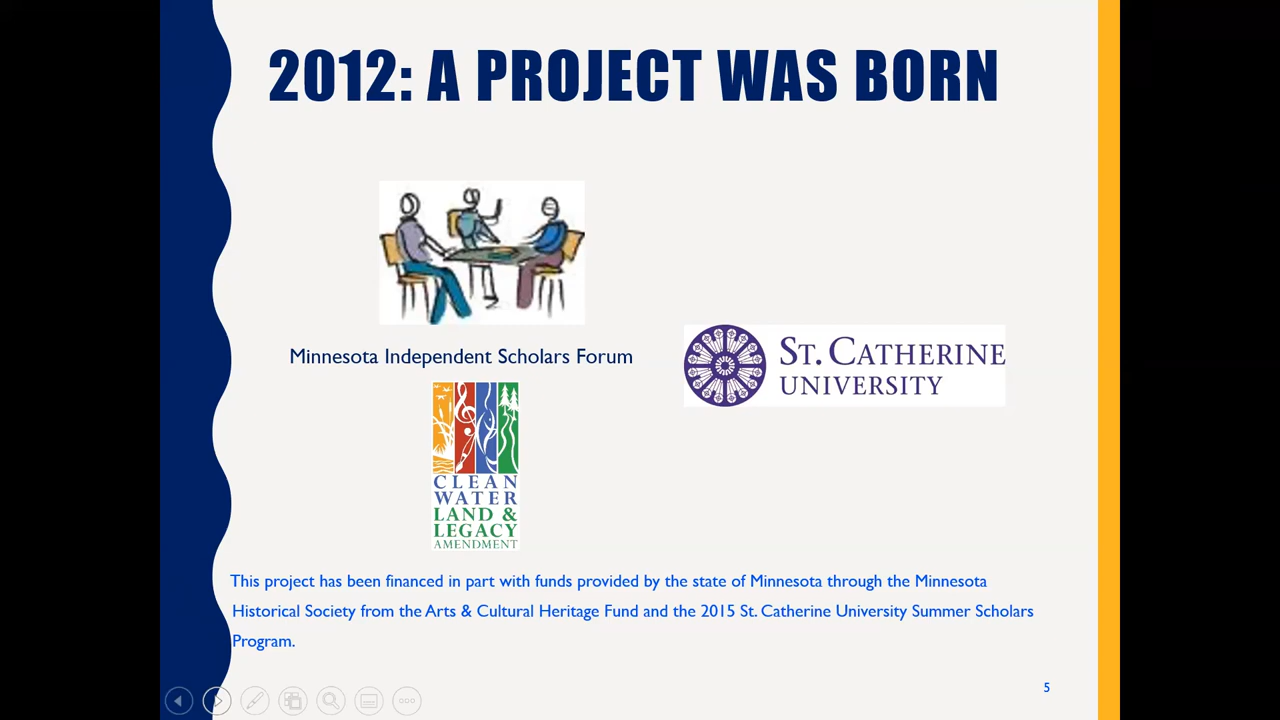 2012: A PROJECT WAS BORN
Minnesota Independent Scholars Forum
ST. CATHERINE
UNIVERSITY
CLEAN
WATER
LAND &
LEGACY
AMENDMENT
This project has been financed in part with funds provided by the state of Minnesota through the Minnesota
Historical Society from the Arts & Cultural Heritage Fund and the 2015 St. Catherine University Summer Scholars
Program.
5